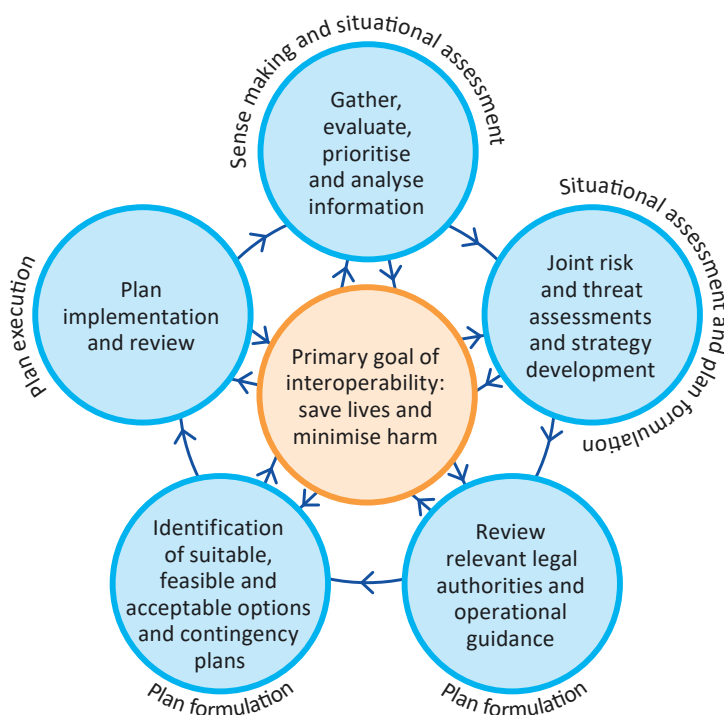 Sense making and situational assessment
Gather,
evaluate,
prioritise
and analyse
information
Situational assessment and plan formulation
Joint risk
and threat
assessments
and strategy
development
Plan execution
Plan
implementation
and review
Primary goal of
interoperability:
save lives and
minimise harm
Identification
of suitable,
feasible and
acceptable options
and contingency
plans
Plan formulation
Review
relevant legal
authorities and
operational
guidance
Plan formulation